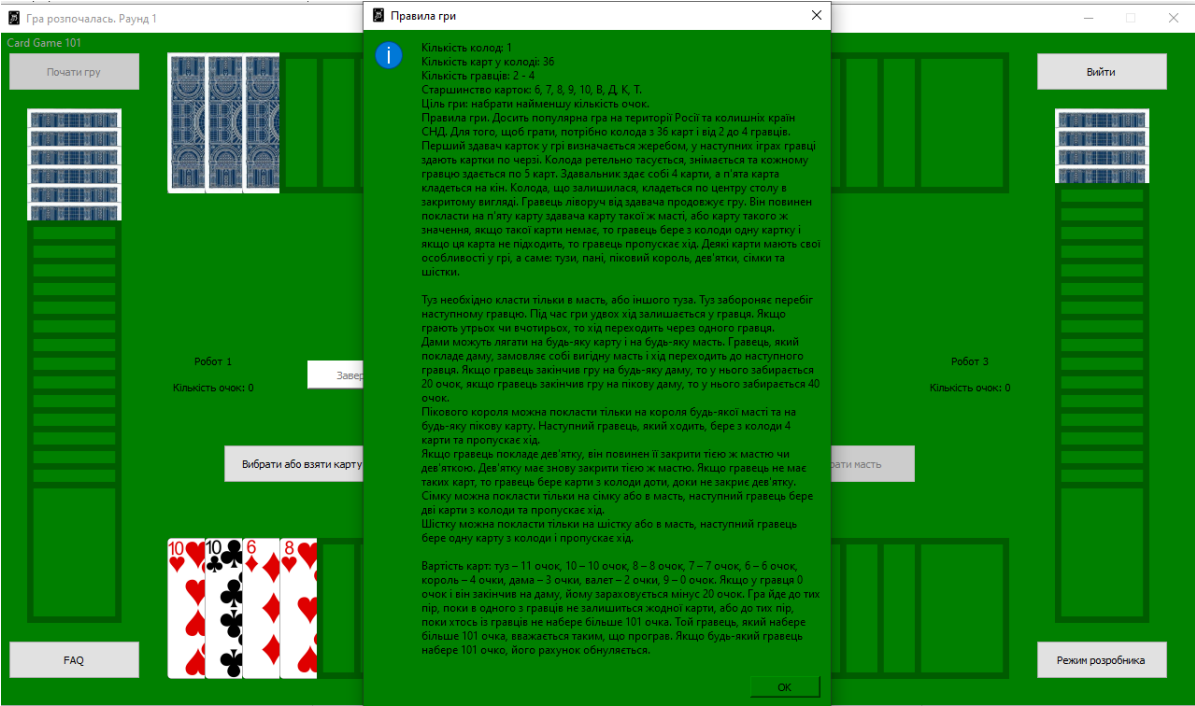 Гра розпочалась. Раунд 1
Правила гри
Card Game 101
Почати гру
Вийти
Кількість колод: 1
Кількість карт у колоді: 36
Кількість гравців: 2 - 4
Старшинство карток: 6, 7, 8, 9, 10, В, Д, К, Т.
Ціль гри: набрати найменшу кількість очок.
Правила гри. Досить популярна гра на території Росії та колишніх країн
СНД. Для того, щоб грати, потрібно колода з 36 карт і від 2 до 4 гравців.
Перший здавач карток у грі визначається жеребом, у наступних іграх гравці
здають картки по черзі. Колода ретельно тасується, знімається та кожному
гравцю здається по 5 карт. Здавальник здає собі 4 карти, а п'ята карта
кладеться на кін. Колода, що залишилася, кладеться по центру столу в
закритому вигляді. Гравець ліворуч від здавача продовжує гру. Він повинен
покласти на п'яту карту здавача карту такої ж масті, або карту такого ж
значення, якщо такої карти немає, то гравець бере з колоди одну картку і
якщо ця карта не підходить, то гравець пропускає хід. Деякі карти мають свої
особливості у грі, а саме: тузи, пані, піковий король, дев'ятки, сімки та
шістки.
Туз необхідно класти тільки в масть, або іншого туза. Туз забороняє перебіг
наступному гравцю. Під час гри удвох хід залишається у гравця. Якщо
грають утрьох чи вчотирьох, то хід переходить через одного гравця.
Дами можуть лягати на будь-яку карту і на будь-яку масть. Гравець, який
покладе даму, замовляє собі вигідну масть і хід переходить до наступного
гравця. Якщо гравець закінчив гру на будь-яку даму, то у нього забирається
20 очок, якщо гравець закінчив гру на пікову даму, то у нього забирається 40
очок.
Пікового короля можна покласти тільки на короля будь-якої масті та на
будь-яку пікову карту. Наступний гравець, який ходить, бере з колоди 4
карти та пропускає хід.
Якщо гравець покладе дев'ятку, він повинен її закрити тією ж мастю чи
дев'яткою. Дев'ятку має знову закрити тією ж мастю. Якщо гравець не має
таких карт, то гравець бере карти з колоди доти, доки не закриє дев'ятку.
Сімку можна покласти тільки на сімку або в масть, наступний гравець бере
дві карти з колоди та пропускає хід.
Шістку можна покласти тільки на шістку або в масть, наступний гравець
бере одну карту з колоди і пропускає хід.
Вартість карт: туз – 11 очок, 10 – 10 очок, 8 – 8 очок, 7 – 7 очок, 6 – 6 очок,
король – 4 очки, дама – 3 очки, валет – 2 очки, 9 – 0 очок. Якщо у гравця 0
очок і він закінчив на даму, йому зараховується мінус 20 очок. Гра йде до тих
пір, поки в одного з гравців не залишиться жодної карти, або до тих пір,
поки хтось із гравців не набере більше 101 очка. Той гравець, який набере
більше 101 очка, вважається таким, що програв. Якщо будь-який гравець
набере 101 очко, його рахунок обнуляється.
OK
Робот 1
Кількість очок: 0
Завер
Вибрати або взяти карту
Робот 3
Кількість очок: 0
рати масть
10 10 6 8
FAQ
Режим розробника